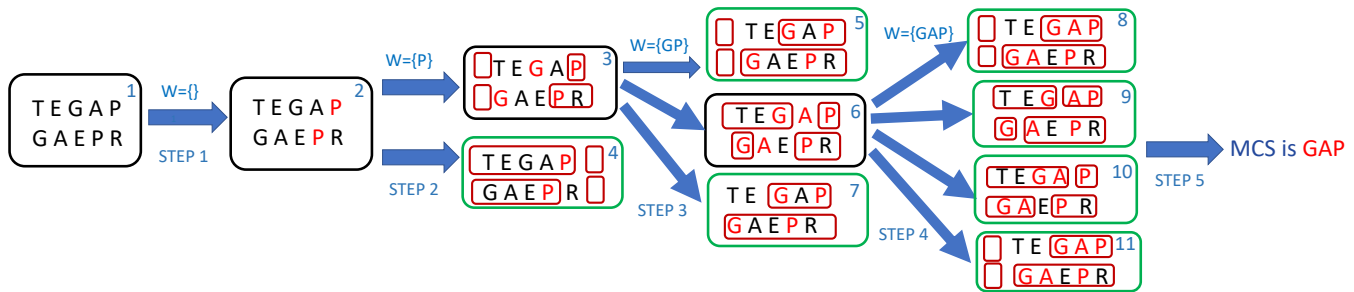 1
T E G A P
G A E P R
W={}
STEP 1
2
T E G A P
G A E P R
W={P}
STEP 2
3
T E G A P
G A E P R
4
T E G A P
G A E P R
W={GP}
STEP 3
5
T E G A P
G A E P R
6
T E G A P
G A E P R
7
TE G A P
G A E P R
W={GAP}
STEP 4
8
T E G A P
G A E P R
9
T E G A P
G A E P R
10
T E G A P
G A E P R
11
T E G A P
G A E P R
STEP 5
MCS is GAP